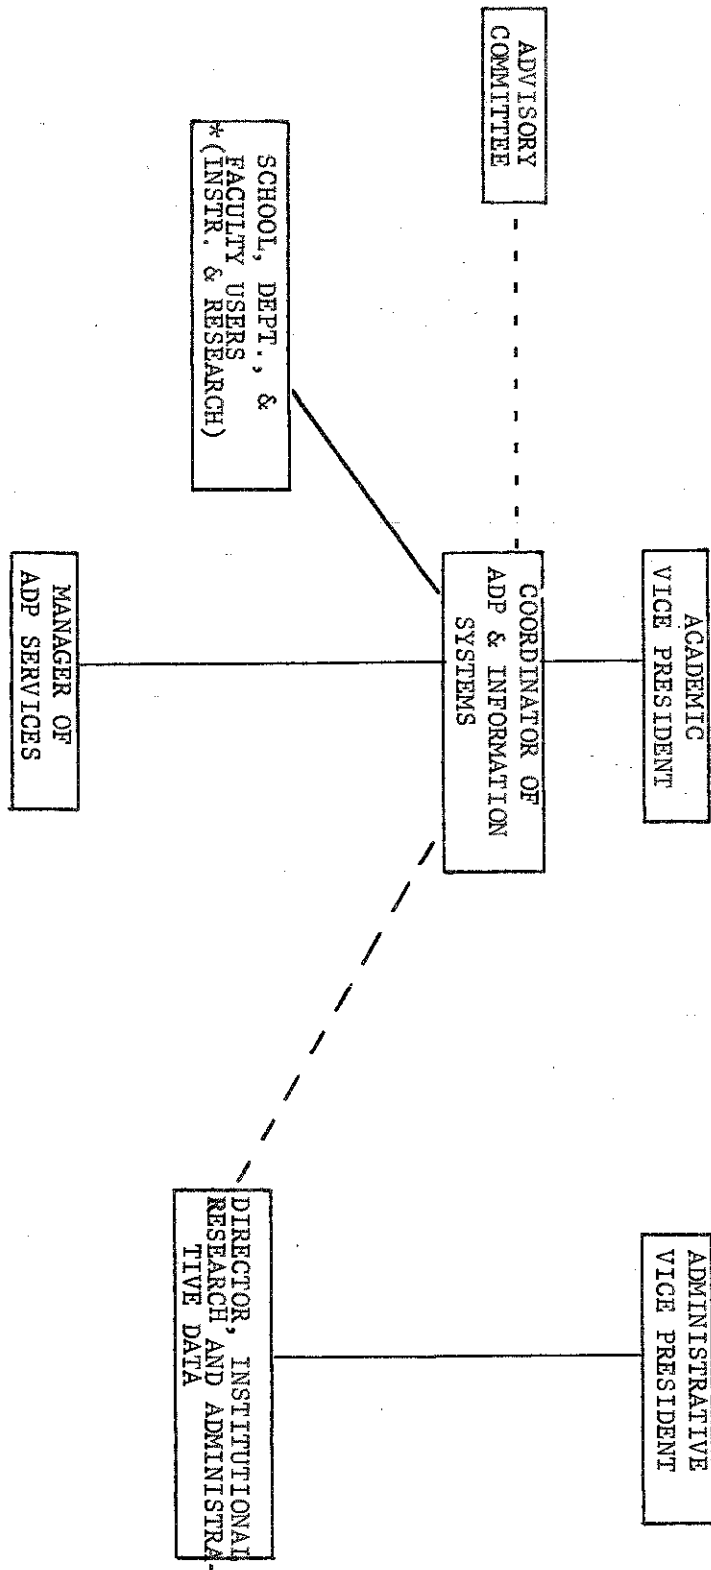 ACADEMIC
VICE PRESIDENT
ADMINISTRATIVE
VICE PRESIDENT
ADVISORY
COMMITTEE
COORDINATOR OF
ADP & INFORMATION
SYSTEMS
SCHOOL, DEPT., &
FACULTY USERS
*(INSTR. & RESEARCH)
DIRECTOR, INSTITUTIONAL
RESEARCH, AND ADMINISTRA-
TIVE DATA
MANAGER OF
ADP SERVICES